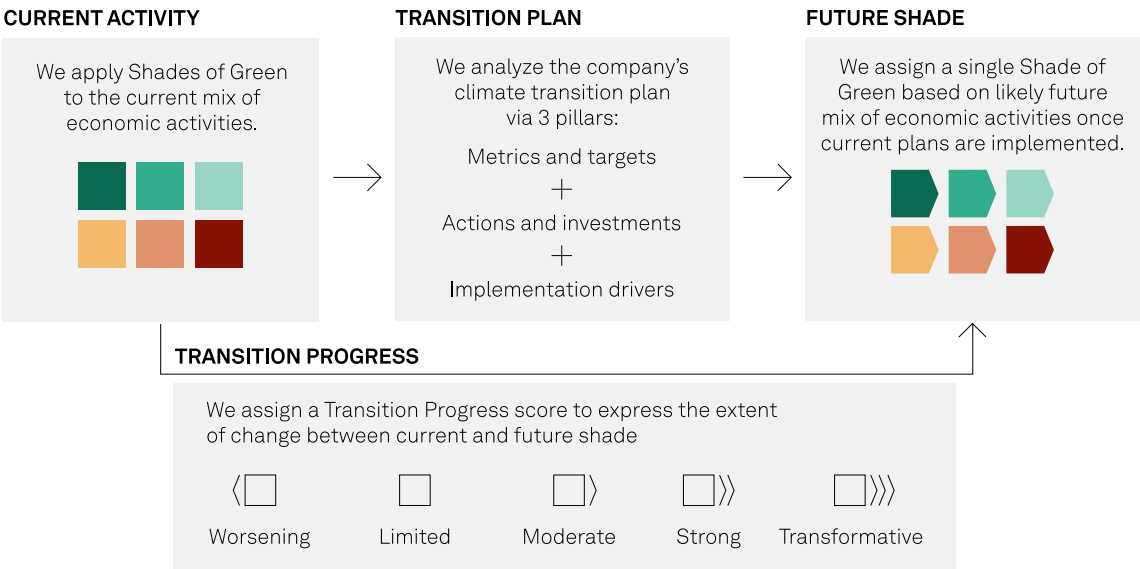 CURRENT ACTIVITY
We apply Shades of Green
to the current mix of
economic activities.
TRANSITION PLAN
We analyze the company's
climate transition plan
via 3 pillars:
Metrics and targets
+
Actions and investments
+
Implementation drivers
FUTURE SHADE
We assign a single Shade of
Green based on likely future
mix of economic activities once
current plans are implemented.
TRANSITION PROGRESS
We assign a Transition Progress score to express the extent
of change between current and future shade
Worsening
Limited
Moderate
Strong
Transformative